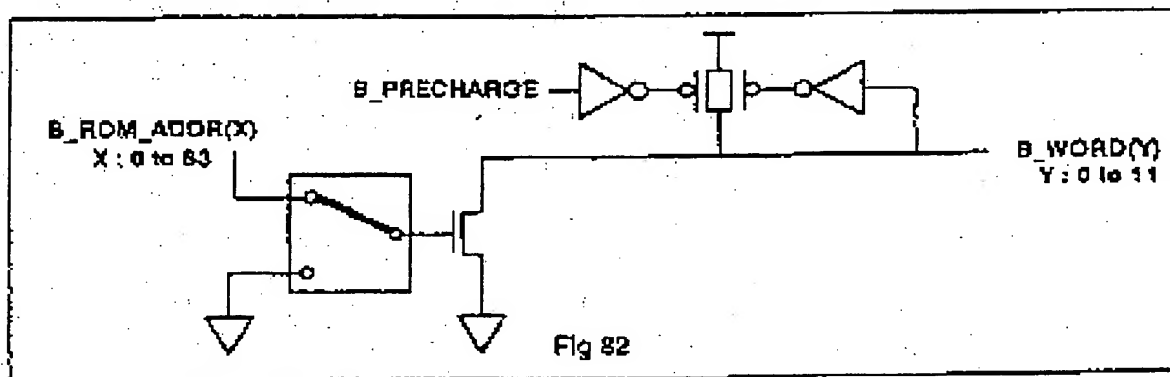 B_PRECHARGE
B_ROM_ADDR(X)
X : 0 to 63
B_WORD(Y)
Y : 0 to 11
Fig 82